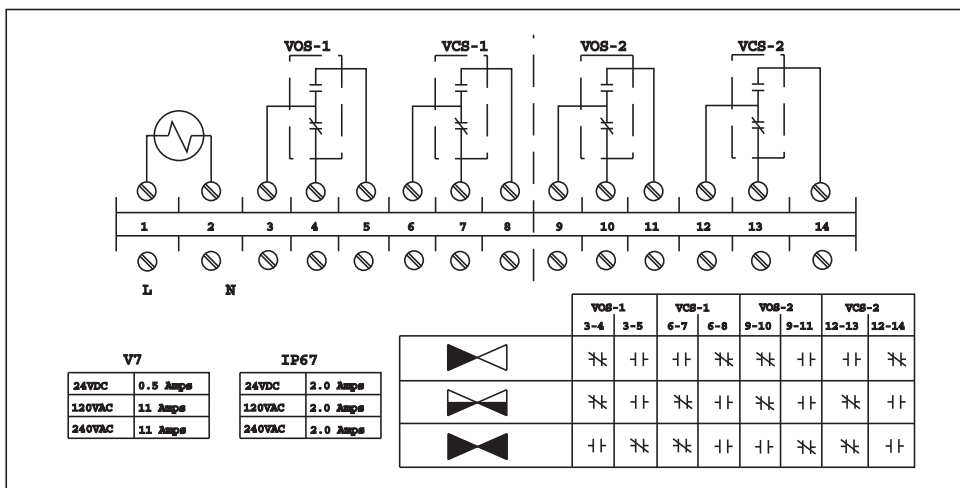 VOS-1 VCS-1 VOS-2 VCS-2
1 2 3 4 5 6 7 8 9 10 11 12 13 14
L N
VOS-1 VCS-1 VOS-2 VCS-2
3-4 3-5 6-7 6-8 9-10 9-11 12-13 12-14
V7
24VDC 0.5 Amps
120VAC 11 Amps
240VAC 11 Amps
IP67
24VDC 2.0 Amps
120VAC 2.0 Amps
240VAC 2.0 Amps